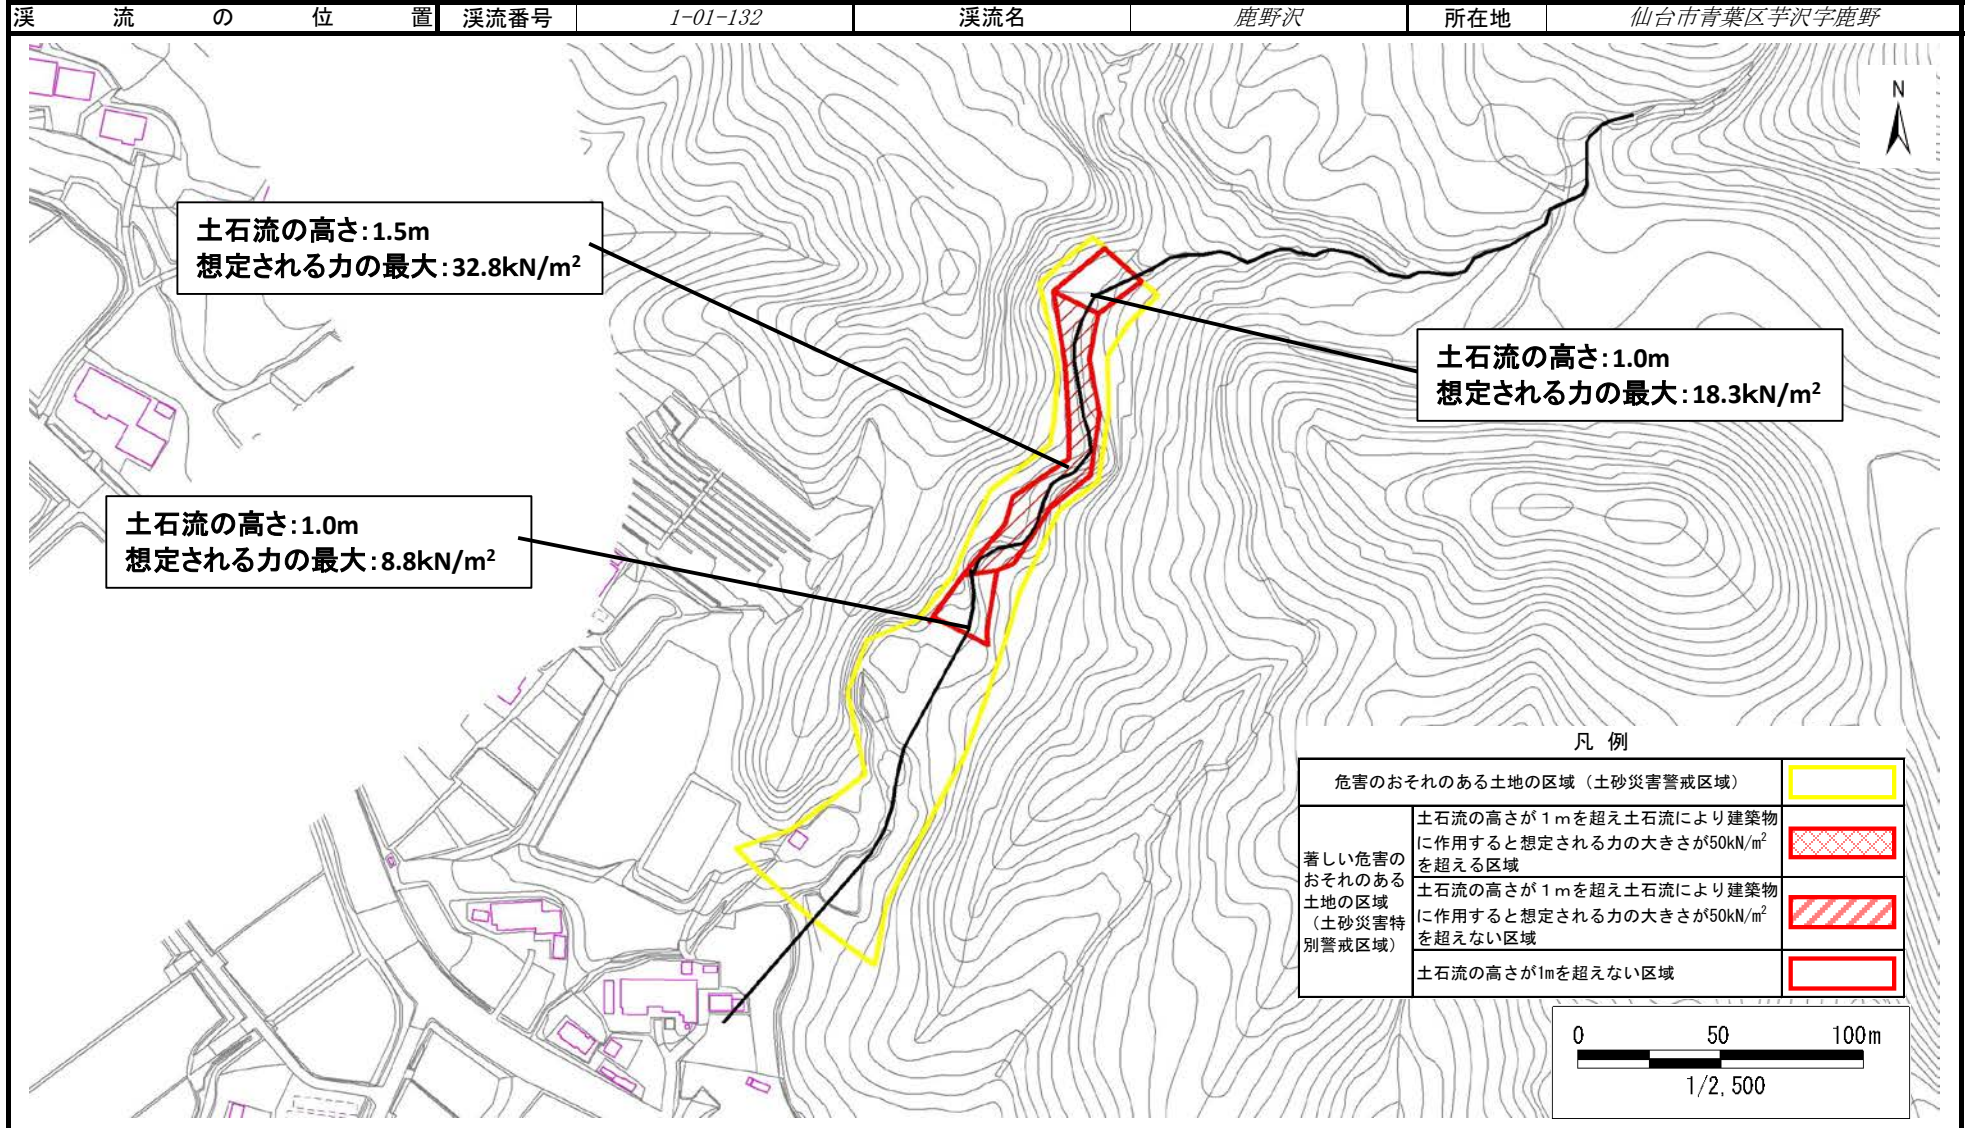 渓流の位置 渓流番号 1-01-132 渓流名 鹿野沢 所在地 仙台市青葉区芋沢字鹿野
N
土石流の高さ:1.5m
想定される力の最大:32.8kN/m²
土石流の高さ:1.0m
想定される力の最大:18.3kN/m²
土石流の高さ:1.0m
想定される力の最大:8.8kN/m²
凡 例
危害のおそれのある土地の区域（土砂災害警戒区域）
著しい危害の
おそれのある
土地の区域
（土砂災害特
別警戒区域）
土石流の高さが１ｍを超え土石流により建築物
に作用すると想定される力の大きさが50kN/m²
を超える区域
土石流の高さが１ｍを超え土石流により建築物
に作用すると想定される力の大きさが50kN/m²
を超えない区域
土石流の高さが1mを超えない区域
0 50 100m
1/2,500